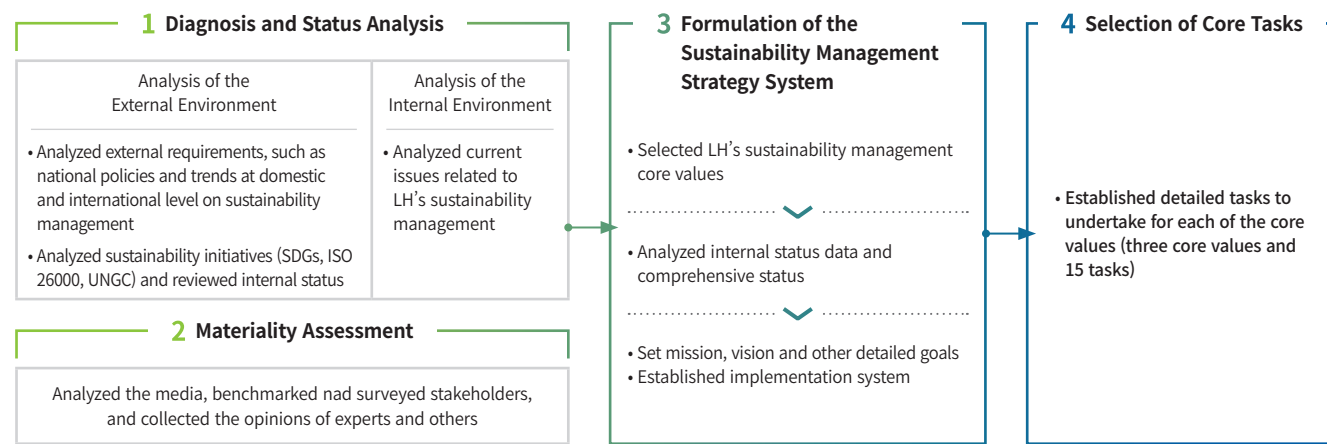 1 Diagnosis and Status Analysis
Analysis of the
External Environment
• Analyzed external requirements, such as
national policies and trends at domestic
and international level on sustainability
management
• Analyzed sustainability initiatives (SDGs, ISO
26000, UNGC) and reviewed internal status
Analysis of the
Internal Environment
• Analyzed current
issues related to
LH's sustainability
management
2 Materiality Assessment
Analyzed the media, benchmarked nad surveyed stakeholders,
and collected the opinions of experts and others
3 Formulation of the
Sustainability Management
Strategy System
• Selected LH's sustainability management
core values
• Analyzed internal status data and
comprehensive status
• Set mission, vision and other detailed goals
• Established implementation system
4 Selection of Core Tasks
• Established detailed tasks to
undertake for each of the core
values (three core values and
15 tasks)